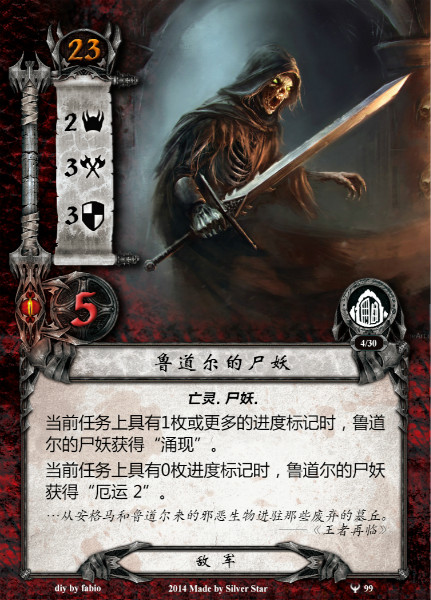 23
2
3
3
5
4/30
鲁道尔的尸妖
亡灵. 尸妖.
当前任务上具有1枚或更多的进度标记时，鲁道
尔的尸妖获得“涌现”。
当前任务上具有0枚进度标记时，鲁道尔的尸妖
获得“厄运 2”。
…从安格马和鲁道尔来的邪恶生物进驻那些废弃的墓丘。
——《王者再临》
敌 军
diy by fabio 2014 Made by Silver Star 99